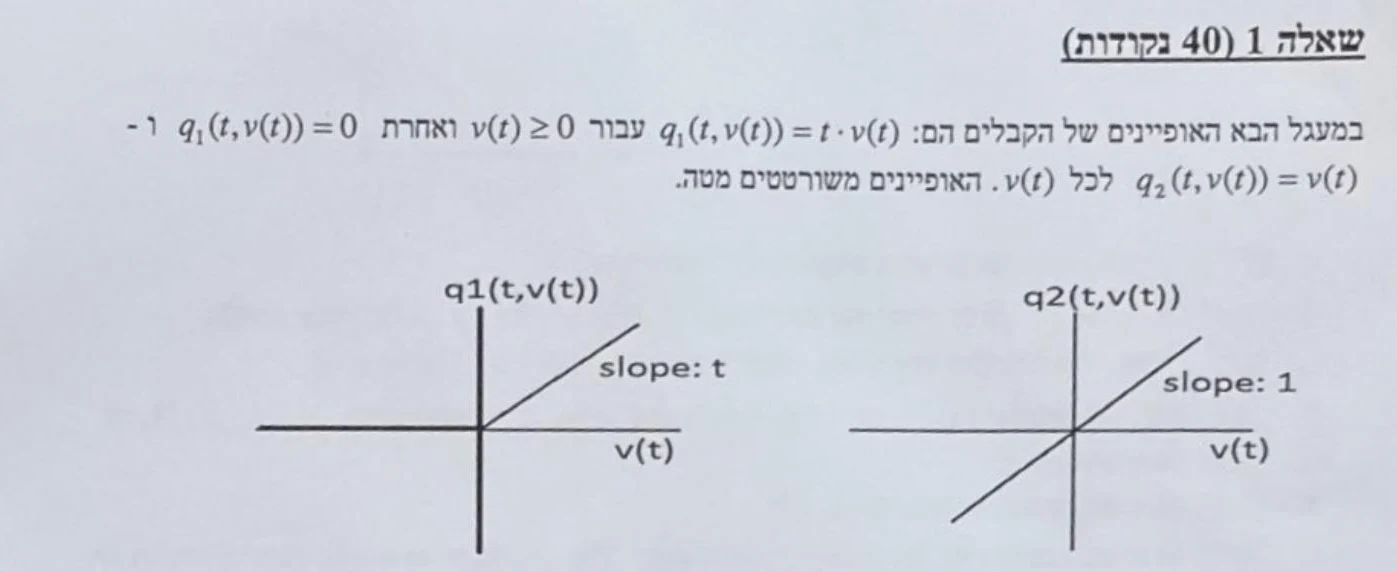 שאלה 1 (40 נקודות)
במעגל הבא האופיינים של הקבלים הם: q₁(t,v(t)) = t · v(t) עבור v(t) ≥ 0 ואחרת q₁(t,v(t)) = 0 ו -
q₂(t,v(t)) = v(t) לכל v(t). האופיינים משורטטים מטה.
q1(t,v(t))
slope: t
v(t)
q2(t,v(t))
slope: 1
v(t)